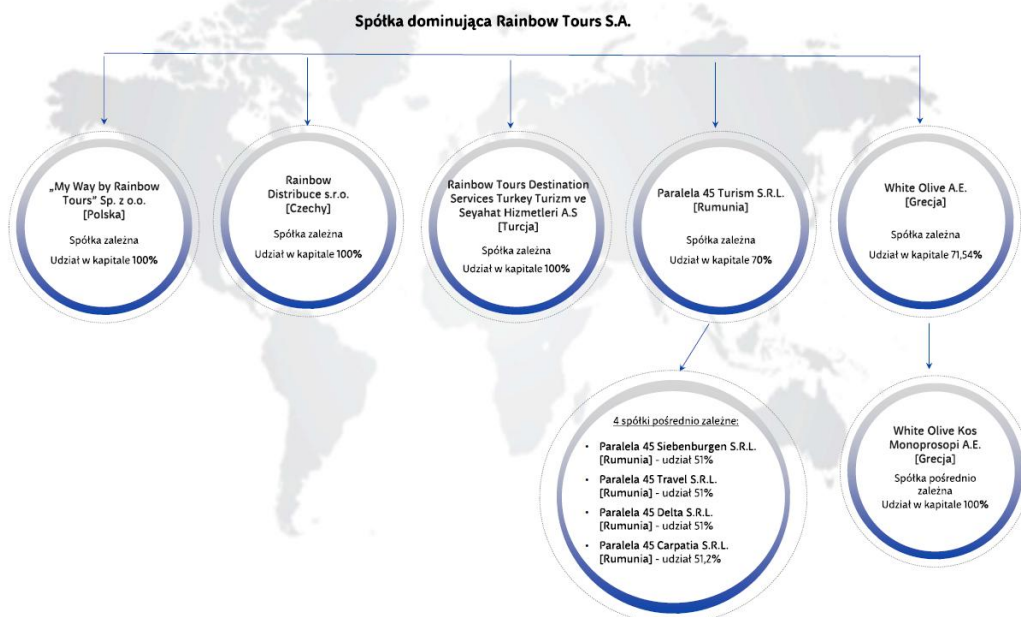 Spółka dominująca Rainbow Tours S.A.
„My Way by Rainbow
Tours” Sp. z o.o.
[Polska]
Spółka zależna
Udział w kapitale 100%
Rainbow
Distribuce s.r.o.
[Czechy]
Spółka zależna
Udział w kapitale 100%
Rainbow Tours Destination
Services Turkey Turizm ve
Seyahat Hizmetleri A.S
[Turcja]
Spółka zależna
Udział w kapitale 100%
Paralela 45 Turism S.R.L.
[Rumunia]
Spółka zależna
Udział w kapitale 70%
White Olive A.E.
[Grecja]
Spółka zależna
Udział w kapitale 71,54%
4 spółki pośrednio zależne:
• Paralela 45 Siebenburgen S.R.L.
[Rumunia] - udział 51%
• Paralela 45 Travel S.R.L.
[Rumunia] - udział 51%
• Paralela 45 Delta S.R.L.
[Rumunia] - udział 51%
• Paralela 45 Carpatia S.R.L.
[Rumunia] - udział 51,2%
White Olive Kos
Monoprosopi A.E.
[Grecja]
Spółka pośrednio
zależna
Udział w kapitale 100%